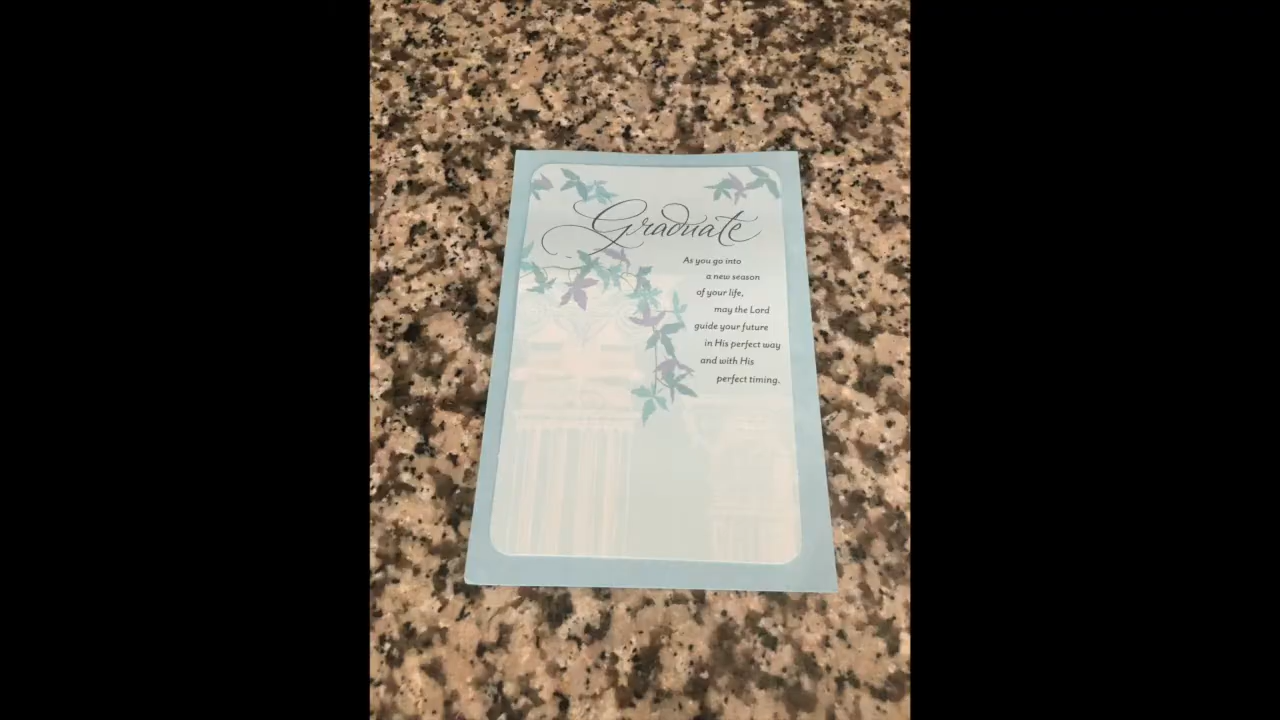 Graduate
As you go into
a new season
of your life,
may the Lord
guide your future
in His perfect way
and with His
perfect timing.